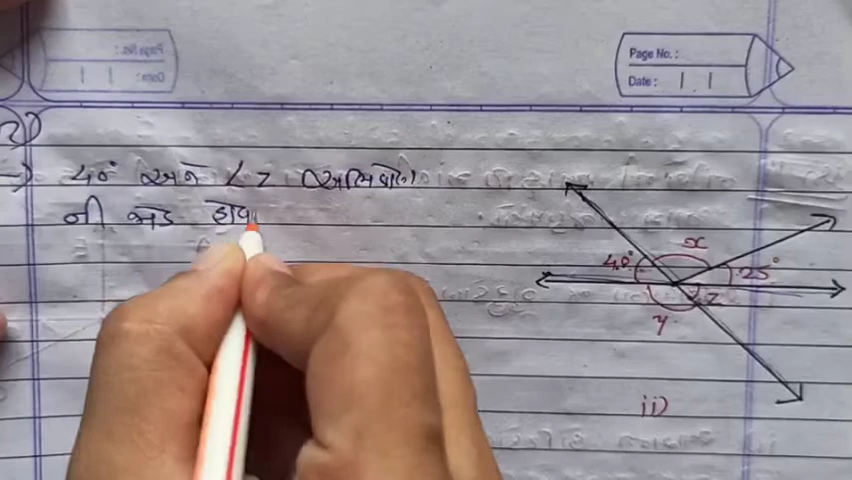 Page No.:
Date:
→ 40° અને ∠z અભિકોણ
ની જોડ હોવ
x
40°
25°
z
y
ii)